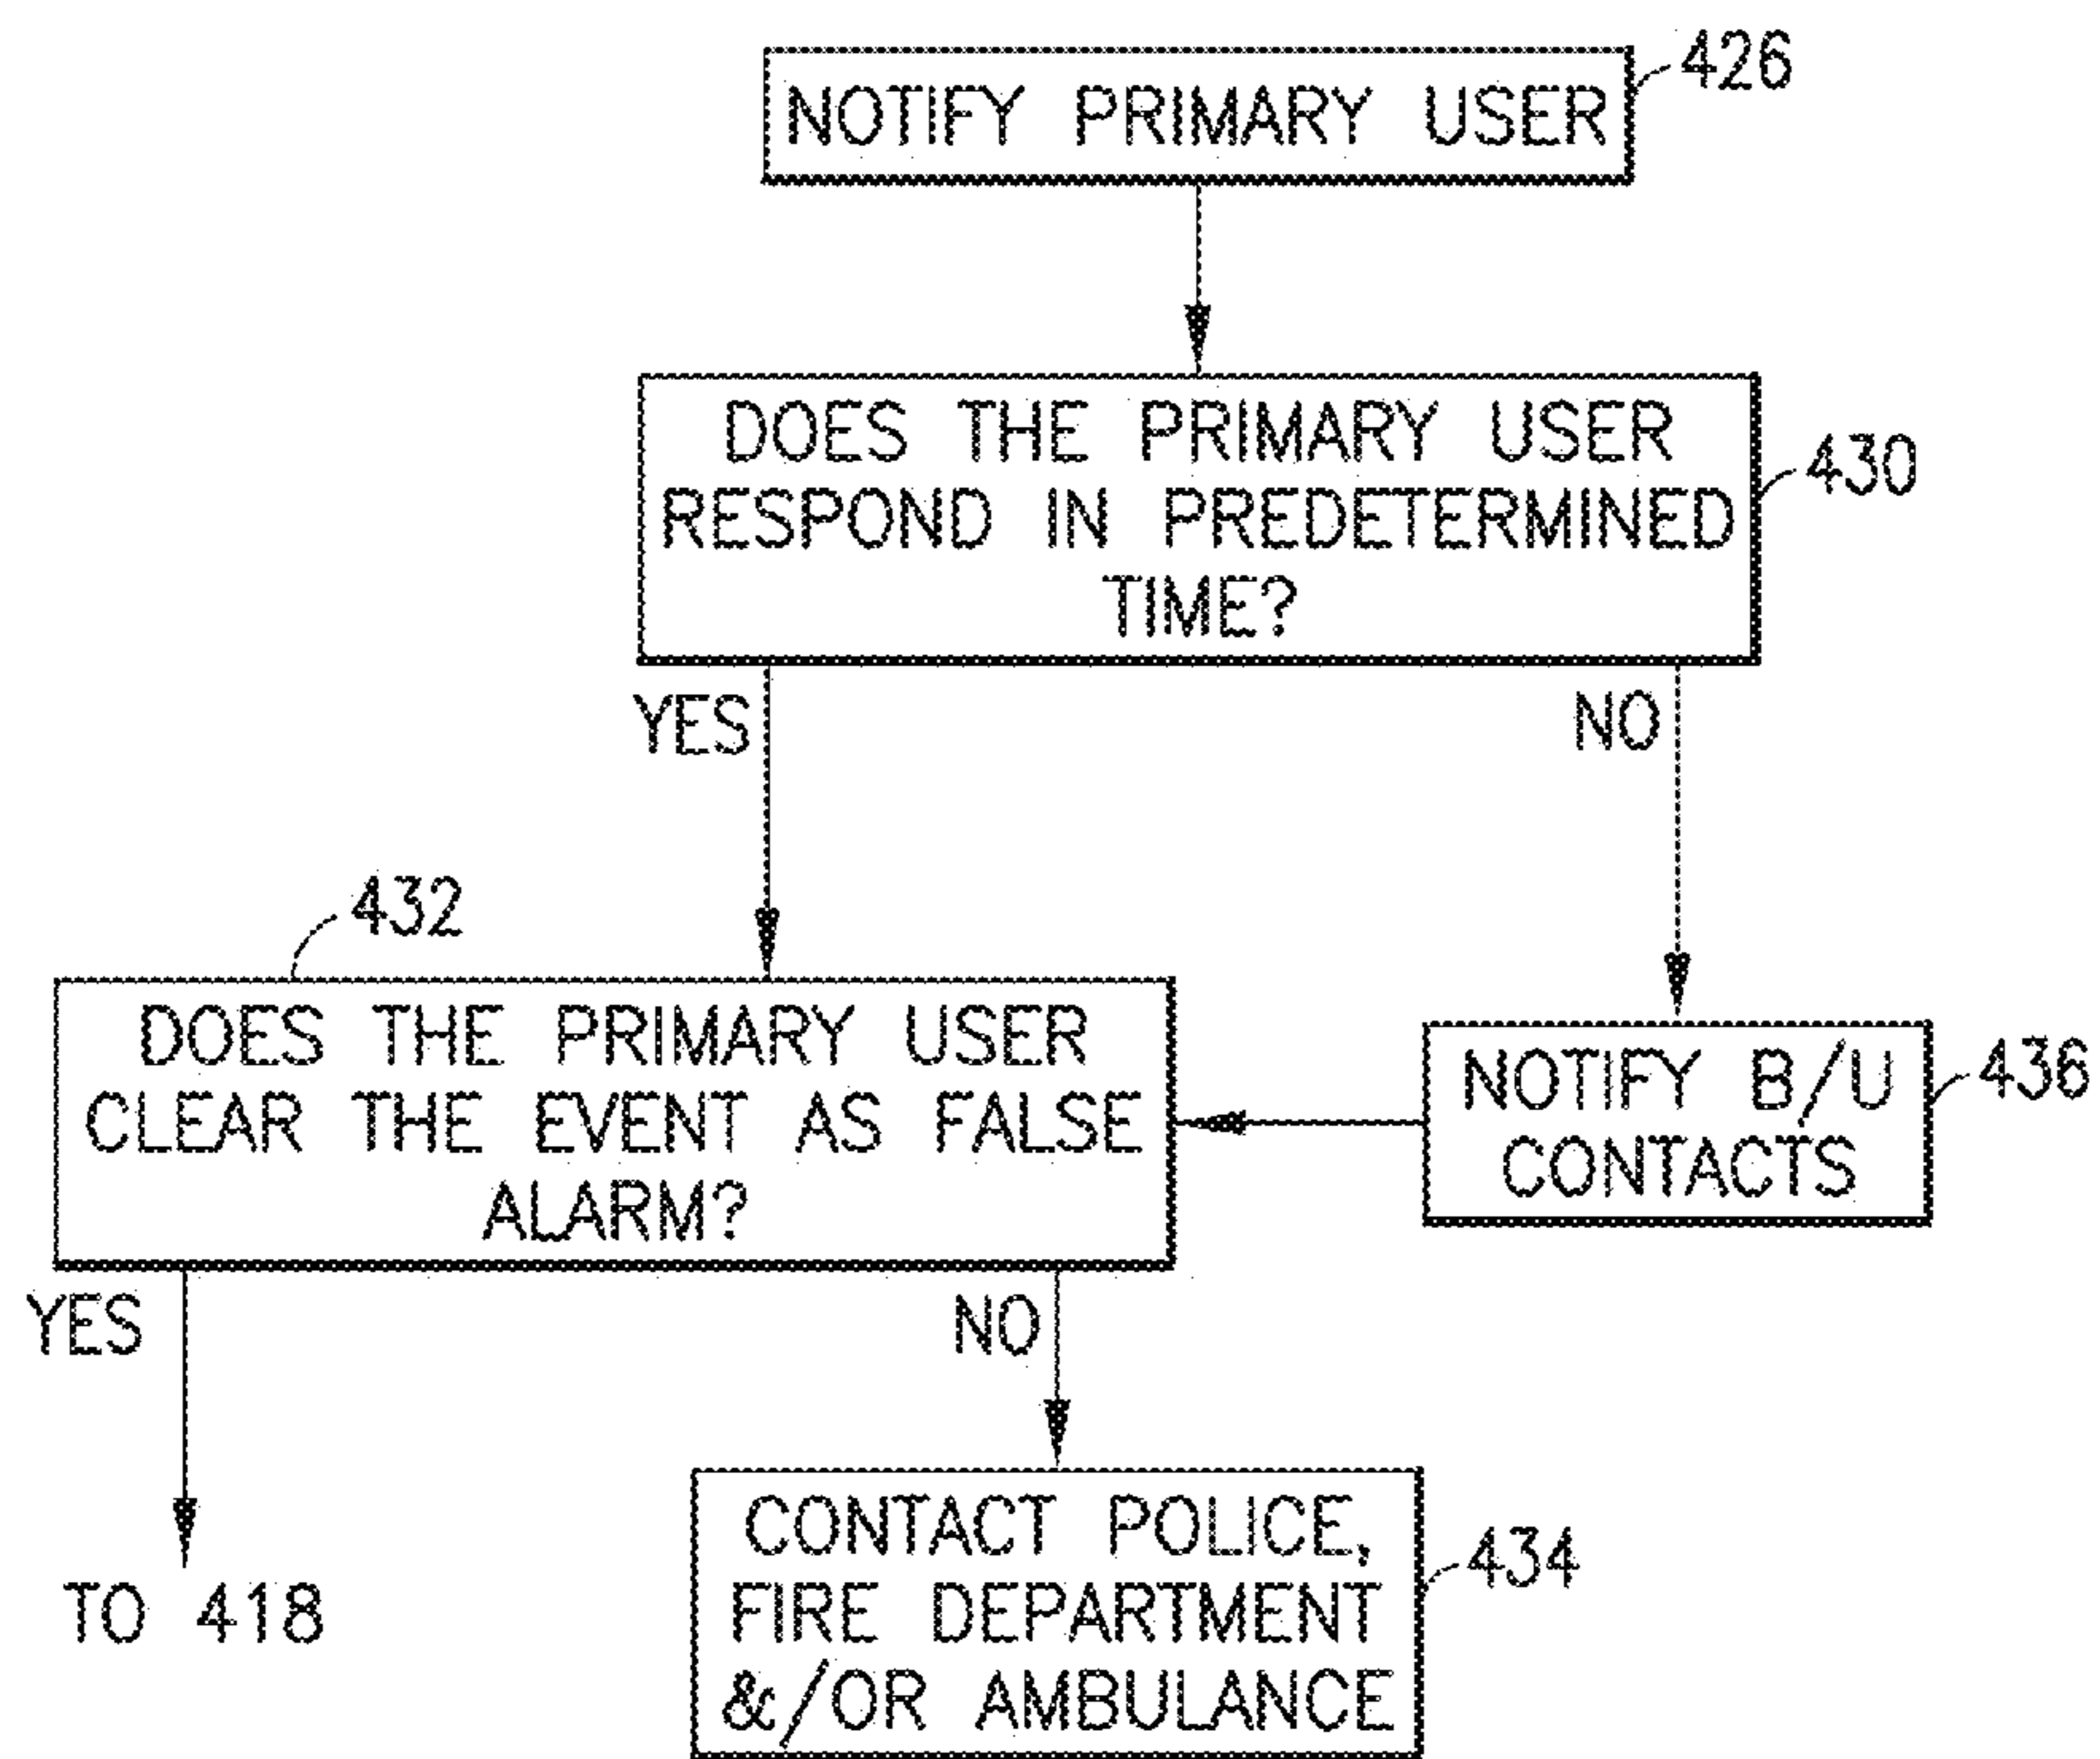 426
NOTIFY PRIMARY USER
DOES THE PRIMARY USER
RESPOND IN PREDETERMINED
TIME?
430
YES
NO
432
DOES THE PRIMARY USER
CLEAR THE EVENT AS FALSE
ALARM?
NOTIFY B/U
CONTACTS
436
YES
NO
TO 418
CONTACT POLICE,
FIRE DEPARTMENT
&/OR AMBULANCE
434